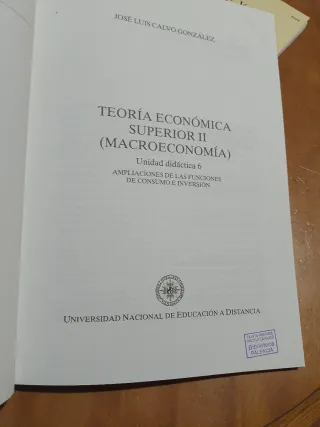 JOSÉ LUIS CALVO GONZÁLEZ
TEORÍA ECONÓMICA
SUPERIOR II
(MACROECONOMÍA)
Unidad didáctica 6
AMPLIACIONES DE LAS FUNCIONES
DE CONSUMO E INVERSIÓN
UNIVERSIDAD NACIONAL DE EDUCACIÓN A DISTANCIA